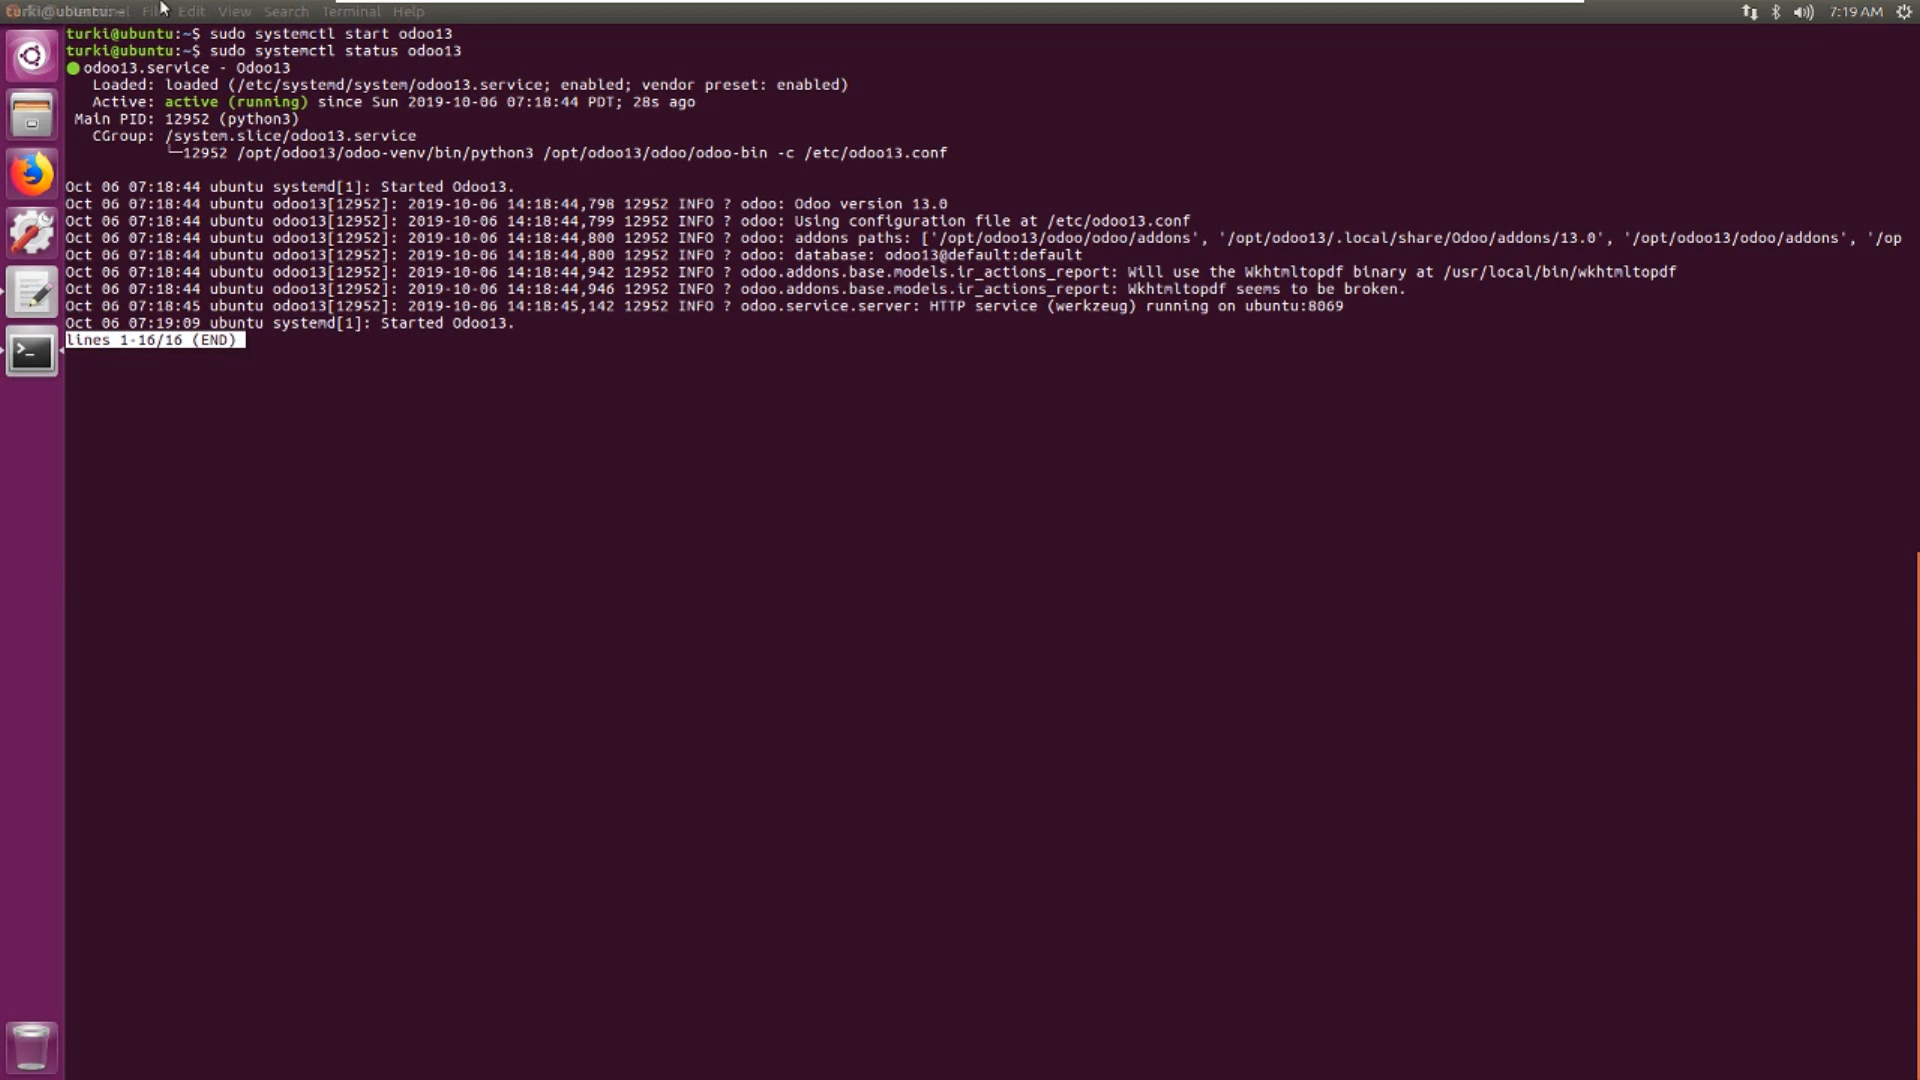 turki@ubuntu: ~ File Edit View Search Terminal Help
7:19 AM
turki@ubuntu:~$ sudo systemctl start odoo13
turki@ubuntu:~$ sudo systemctl status odoo13
● odoo13.service - Odoo13
Loaded: loaded (/etc/systemd/system/odoo13.service; enabled; vendor preset: enabled)
Active: active (running) since Sun 2019-10-06 07:18:44 PDT; 28s ago
Main PID: 12952 (python3)
CGroup: /system.slice/odoo13.service
└─12952 /opt/odoo13/odoo-venv/bin/python3 /opt/odoo13/odoo/odoo-bin -c /etc/odoo13.conf
Oct 06 07:18:44 ubuntu systemd[1]: Started Odoo13.
Oct 06 07:18:44 ubuntu odoo13[12952]: 2019-10-06 14:18:44,798 12952 INFO ? odoo: Odoo version 13.0
Oct 06 07:18:44 ubuntu odoo13[12952]: 2019-10-06 14:18:44,799 12952 INFO ? odoo: Using configuration file at /etc/odoo13.conf
Oct 06 07:18:44 ubuntu odoo13[12952]: 2019-10-06 14:18:44,800 12952 INFO ? odoo: addons paths: ['/opt/odoo13/odoo/odoo/addons', '/opt/odoo13/.local/share/Odoo/addons/13.0', '/opt/odoo13/odoo/addons', '/op
Oct 06 07:18:44 ubuntu odoo13[12952]: 2019-10-06 14:18:44,800 12952 INFO ? odoo: database: odoo13@default:default
Oct 06 07:18:44 ubuntu odoo13[12952]: 2019-10-06 14:18:44,942 12952 INFO ? odoo.addons.base.models.ir_actions_report: Will use the Wkhtmltopdf binary at /usr/local/bin/wkhtmltopdf
Oct 06 07:18:44 ubuntu odoo13[12952]: 2019-10-06 14:18:44,946 12952 INFO ? odoo.addons.base.models.ir_actions_report: Wkhtmltopdf seems to be broken.
Oct 06 07:18:45 ubuntu odoo13[12952]: 2019-10-06 14:18:45,142 12952 INFO ? odoo.service.server: HTTP service (werkzeug) running on ubuntu:8069
Oct 06 07:19:09 ubuntu systemd[1]: Started Odoo13.
lines 1-16/16 (END)